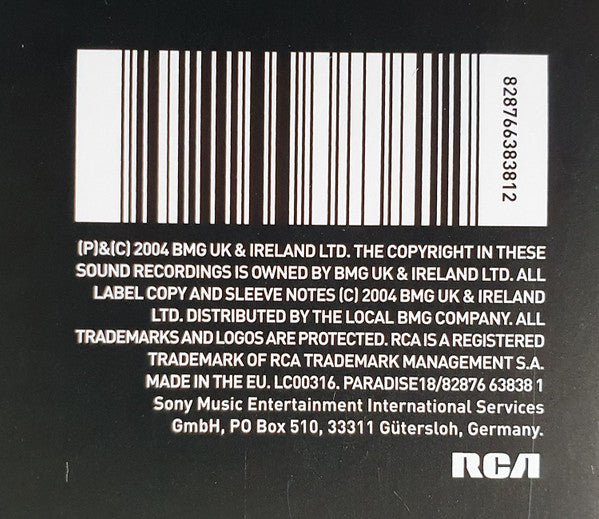 828766383812
(P)&(C) 2004 BMG UK & IRELAND LTD. THE COPYRIGHT IN THESE
SOUND RECORDINGS IS OWNED BY BMG UK & IRELAND LTD. ALL
LABEL COPY AND SLEEVE NOTES (C) 2004 BMG UK & IRELAND
LTD. DISTRIBUTED BY THE LOCAL BMG COMPANY. ALL
TRADEMARKS AND LOGOS ARE PROTECTED. RCA IS A REGISTERED
TRADEMARK OF RCA TRADEMARK MANAGEMENT S.A.
MADE IN THE EU. LC00316. PARADISE18/82876 63838 1
Sony Music Entertainment International Services
GmbH, PO Box 510, 33311 Gütersloh, Germany.
RCA